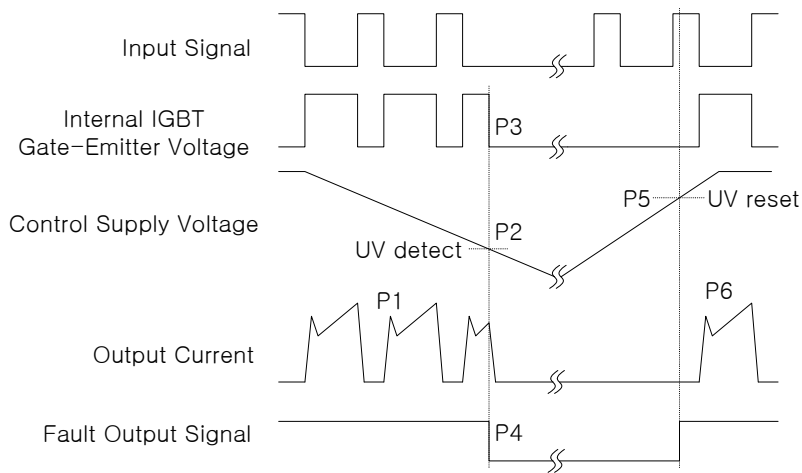 Input Signal
Internal IGBT
Gate-Emitter Voltage
P3
Control Supply Voltage
P5
UV reset
P2
UV detect
P1
P6
Output Current
Fault Output Signal
P4